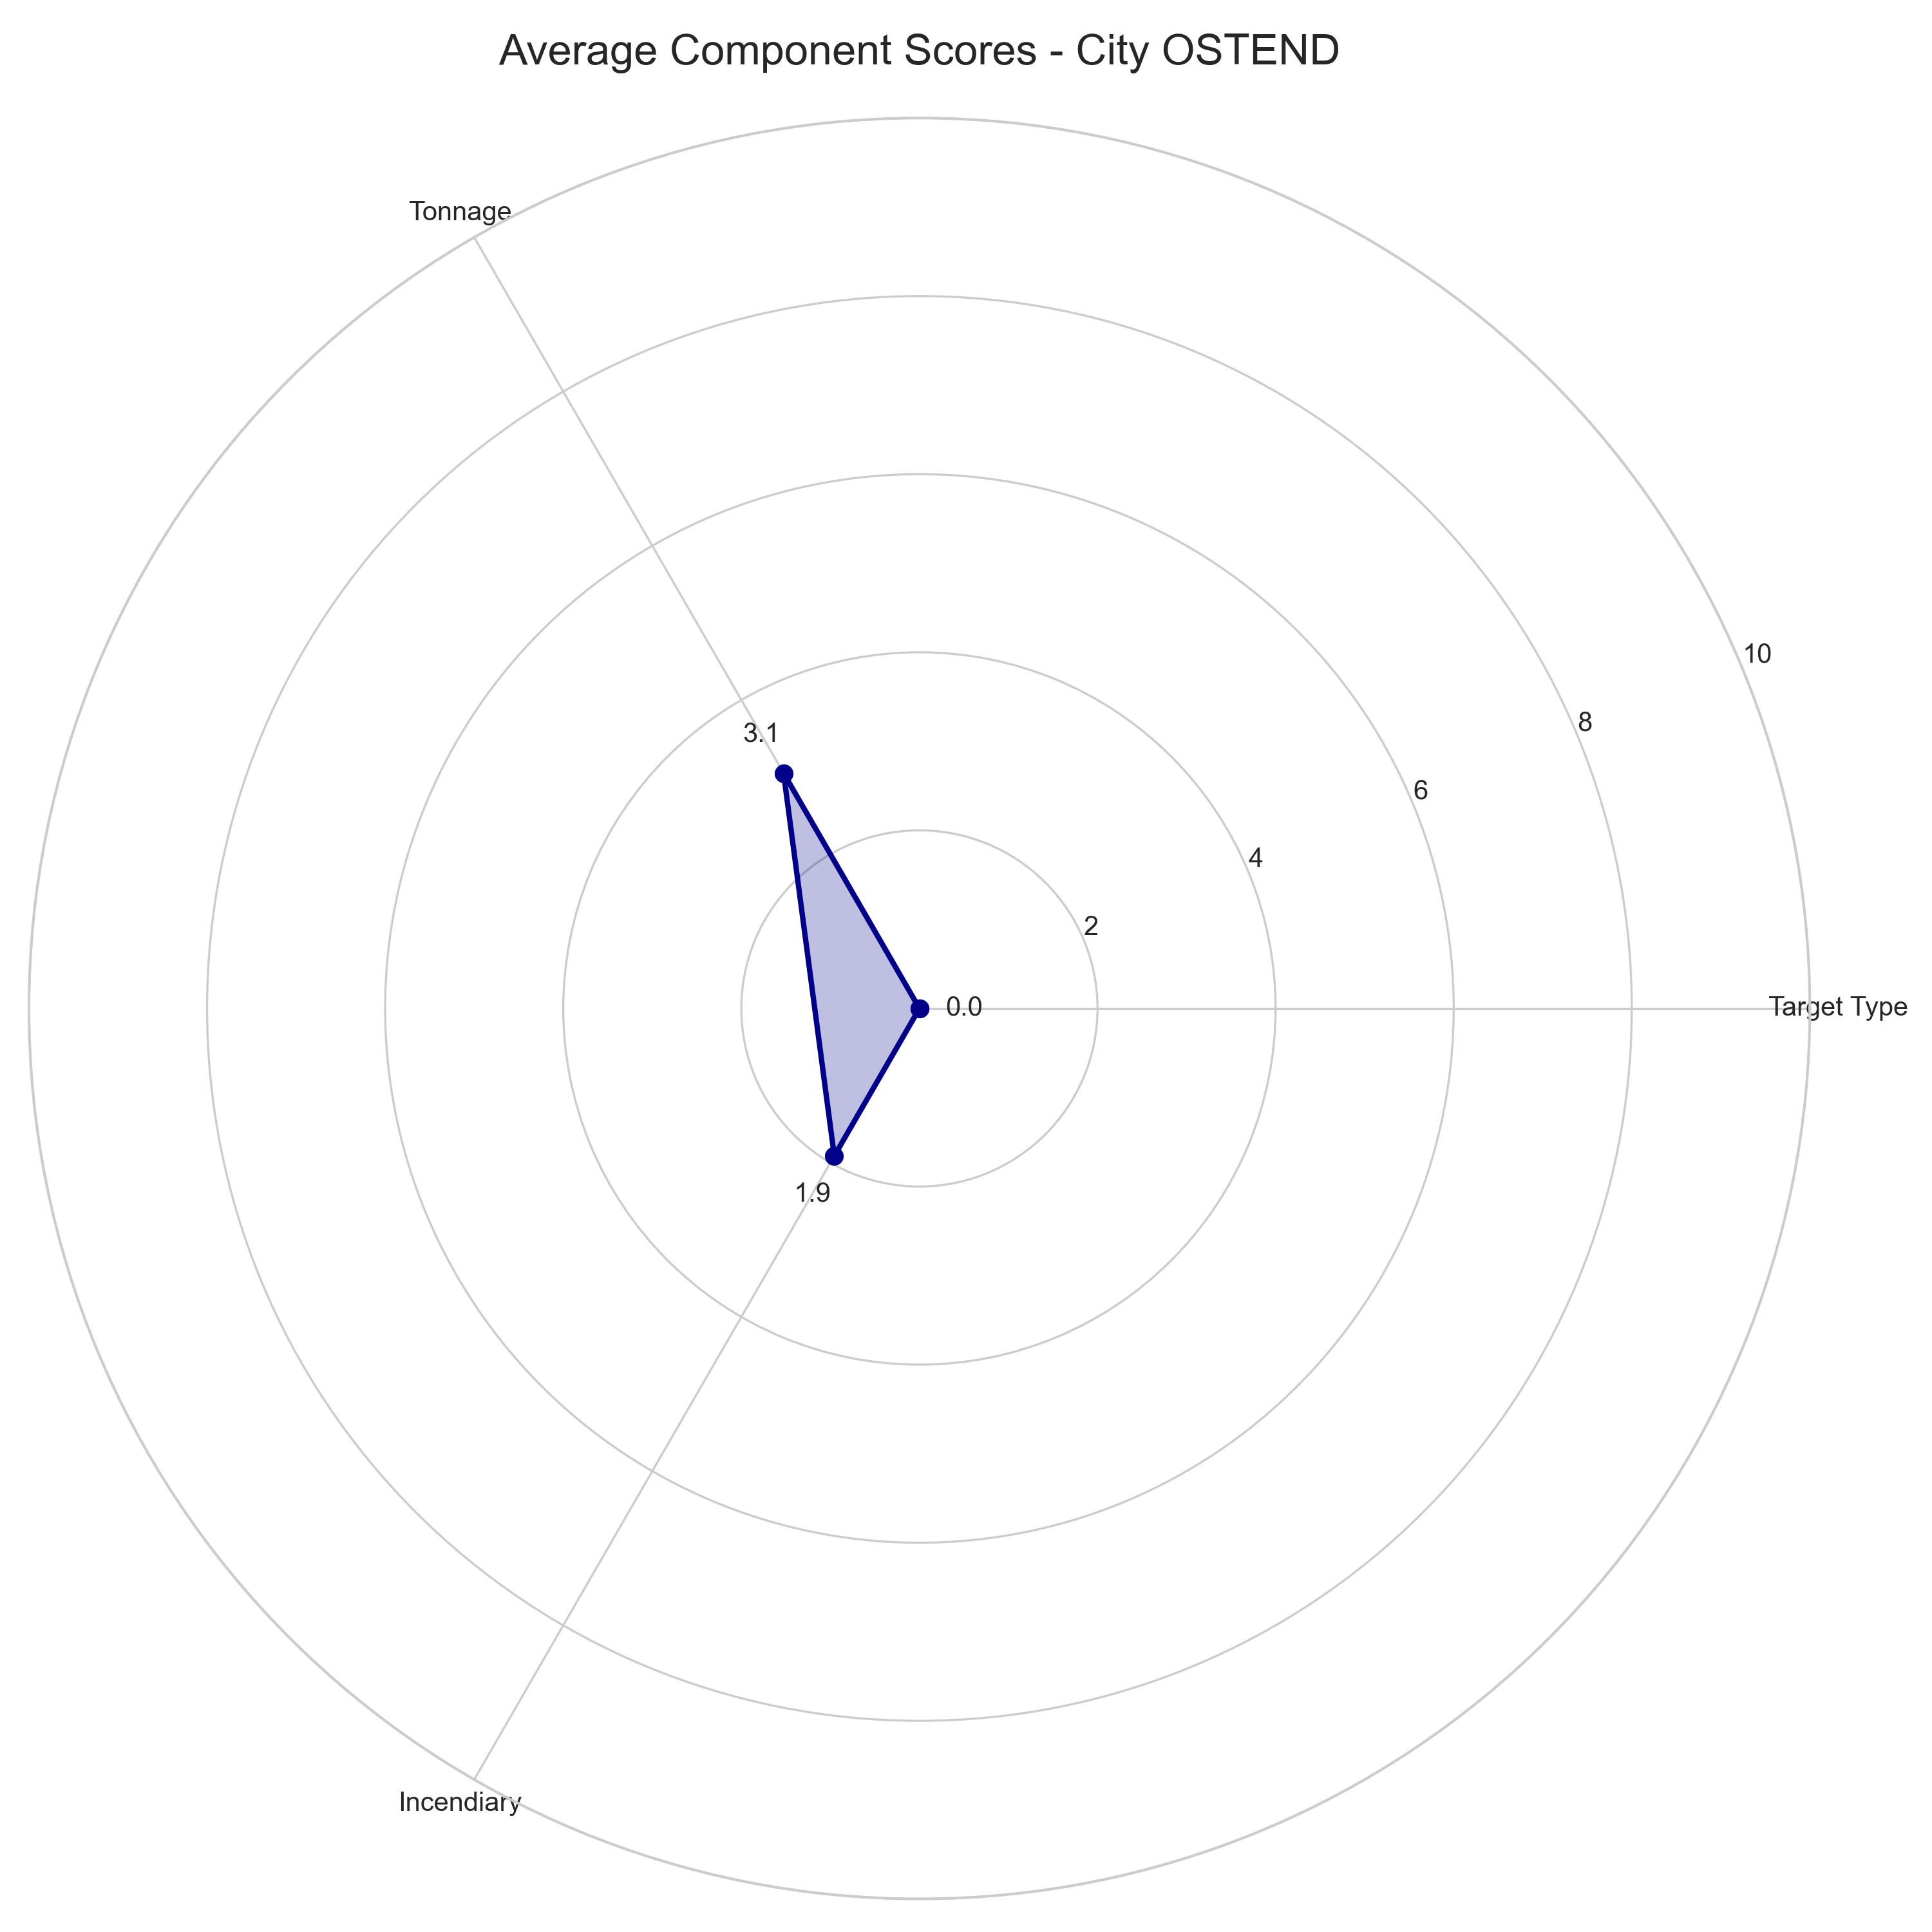 Average Component Scores - City OSTEND
Tonnage
10
8
3.1
6
4
2
0.0
Target Type
1.9
Incendiary